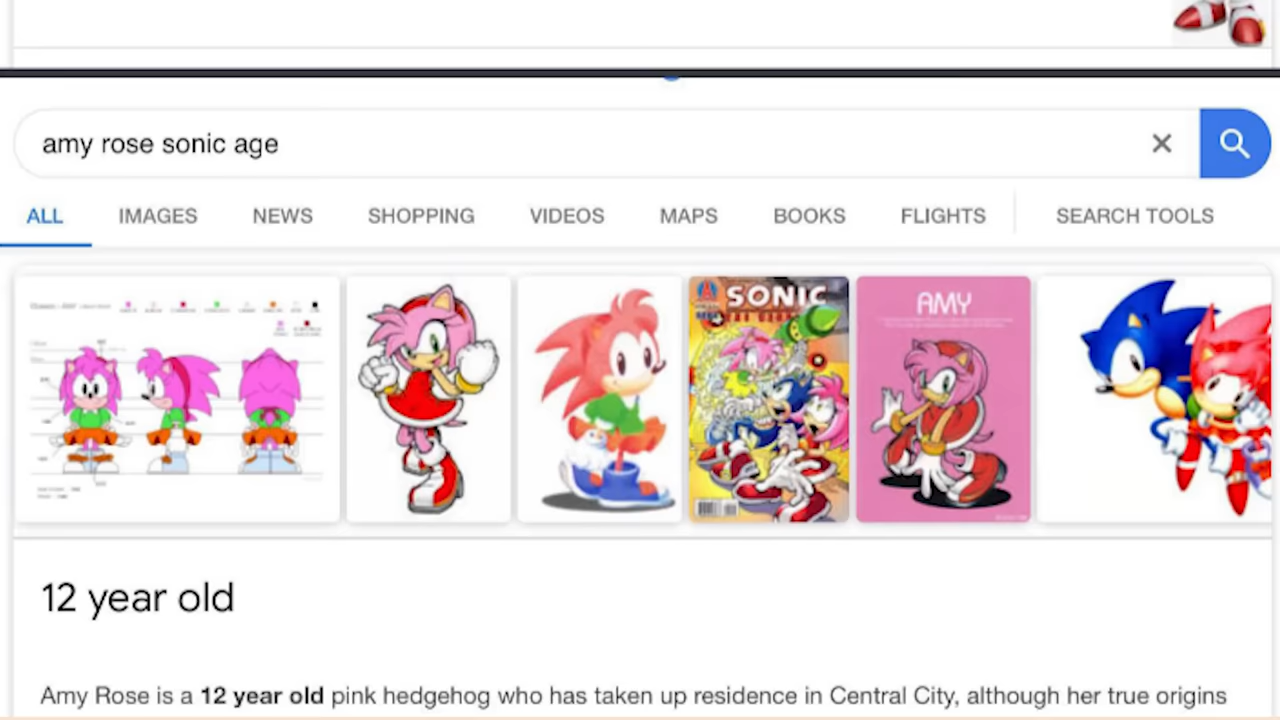 amy rose sonic age
ALL IMAGES NEWS SHOPPING VIDEOS MAPS BOOKS FLIGHTS SEARCH TOOLS
SONIC
AMY
12 year old
Amy Rose is a 12 year old pink hedgehog who has taken up residence in Central City, although her true origins